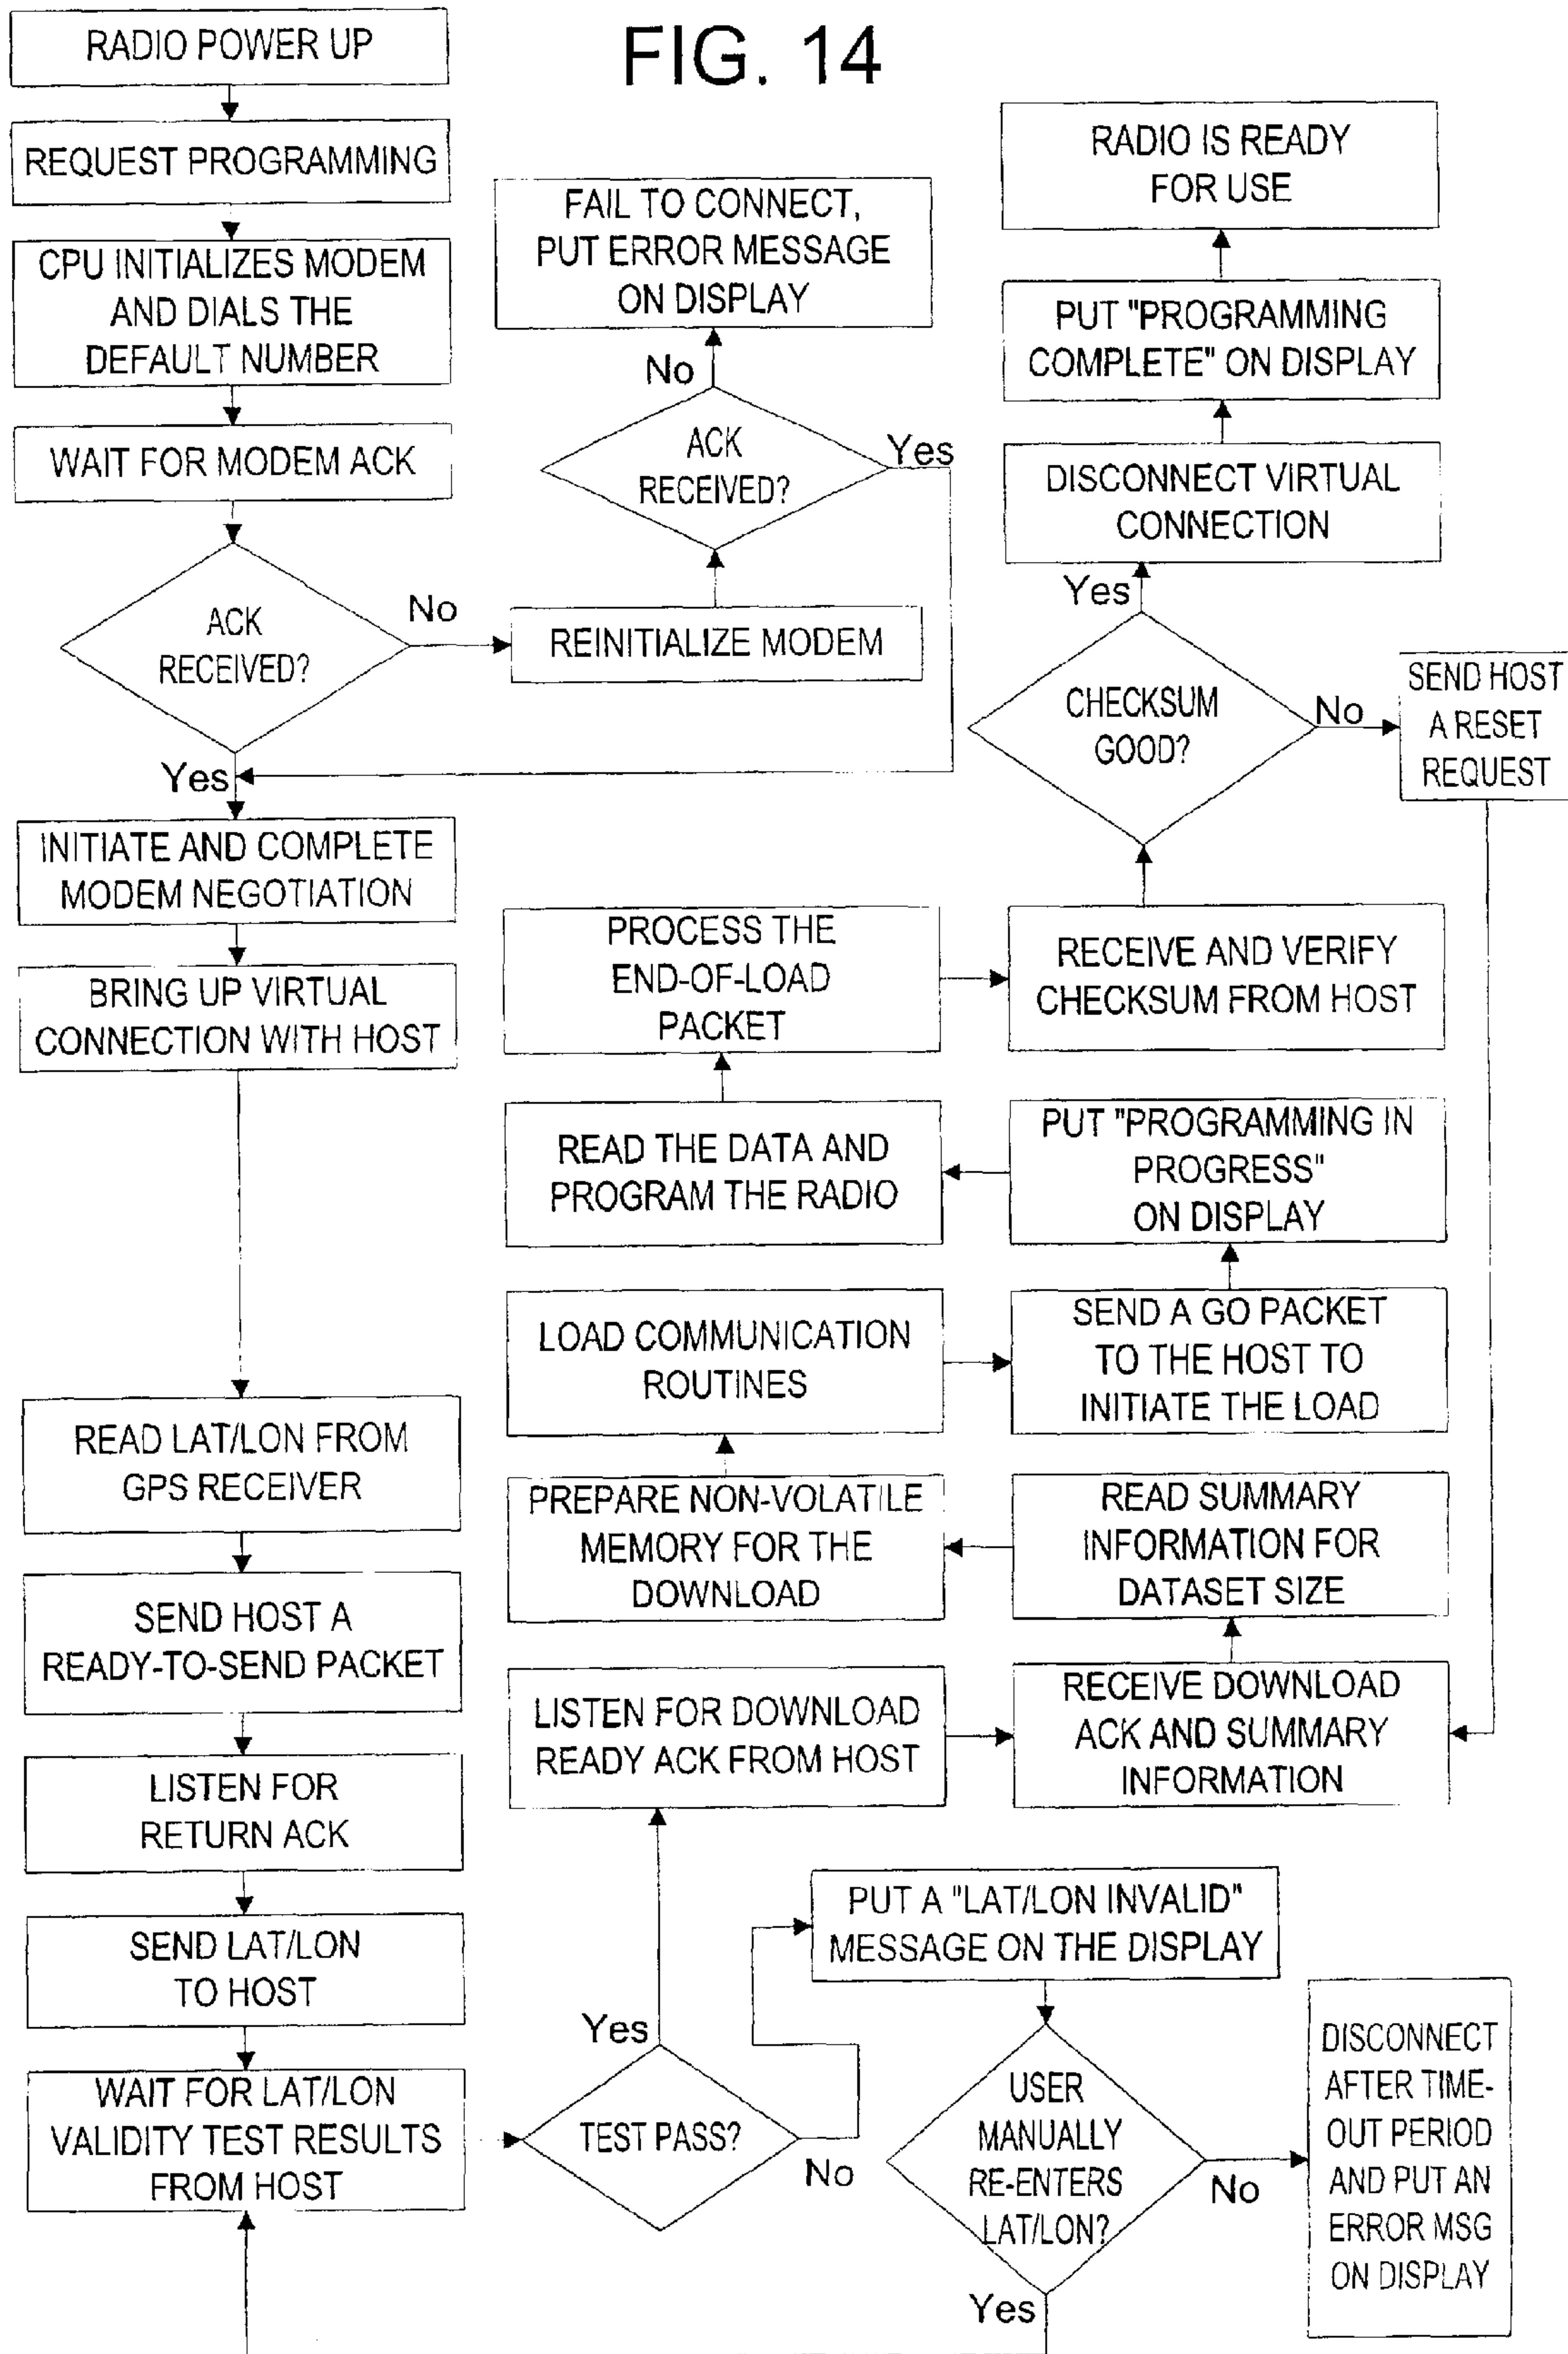 FIG. 14
RADIO POWER UP
REQUEST PROGRAMMING
CPU INITIALIZES MODEM
AND DIALS THE
DEFAULT NUMBER
WAIT FOR MODEM ACK
ACK
RECEIVED?
No
REINITIALIZE MODEM
ACK
RECEIVED?
No
Yes
FAIL TO CONNECT,
PUT ERROR MESSAGE
ON DISPLAY
Yes
INITIATE AND COMPLETE
MODEM NEGOTIATION
BRING UP VIRTUAL
CONNECTION WITH HOST
READ LAT/LON FROM
GPS RECEIVER
SEND HOST A
READY-TO-SEND PACKET
LISTEN FOR
RETURN ACK
SEND LAT/LON
TO HOST
WAIT FOR LAT/LON
VALIDITY TEST RESULTS
FROM HOST
TEST PASS?
Yes
No
PUT A "LAT/LON INVALID"
MESSAGE ON THE DISPLAY
USER
MANUALLY
RE-ENTERS
LAT/LON?
Yes
No
DISCONNECT
AFTER TIME-
OUT PERIOD
AND PUT AN
ERROR MSG
ON DISPLAY
LISTEN FOR DOWNLOAD
READY ACK FROM HOST
RECEIVE DOWNLOAD
ACK AND SUMMARY
INFORMATION
READ SUMMARY
INFORMATION FOR
DATASET SIZE
PREPARE NON-VOLATILE
MEMORY FOR THE
DOWNLOAD
LOAD COMMUNICATION
ROUTINES
SEND A GO PACKET
TO THE HOST TO
INITIATE THE LOAD
PUT "PROGRAMMING IN
PROGRESS"
ON DISPLAY
READ THE DATA AND
PROGRAM THE RADIO
PROCESS THE
END-OF-LOAD
PACKET
RECEIVE AND VERIFY
CHECKSUM FROM HOST
CHECKSUM
GOOD?
No
SEND HOST
A RESET
REQUEST
Yes
DISCONNECT VIRTUAL
CONNECTION
PUT "PROGRAMMING
COMPLETE" ON DISPLAY
RADIO IS READY
FOR USE